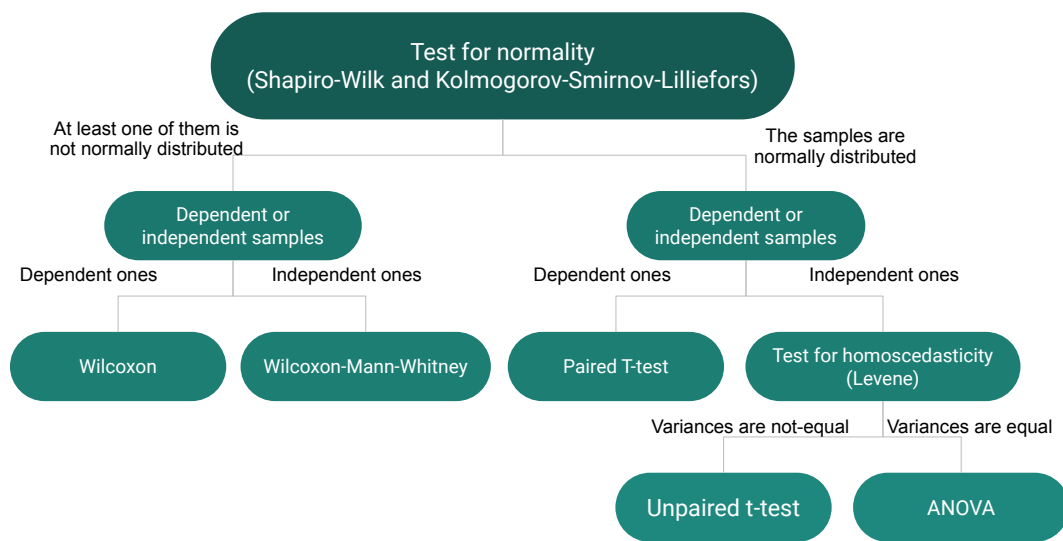 Test for normality
(Shapiro-Wilk and Kolmogorov-Smirnov-Lilliefors)
At least one of them is
not normally distributed
The samples are
normally distributed
Dependent or
independent samples
Dependent or
independent samples
Dependent ones
Independent ones
Dependent ones
Independent ones
Wilcoxon
Wilcoxon-Mann-Whitney
Paired T-test
Test for homoscedasticity
(Levene)
Variances are not-equal
Variances are equal
Unpaired t-test
ANOVA